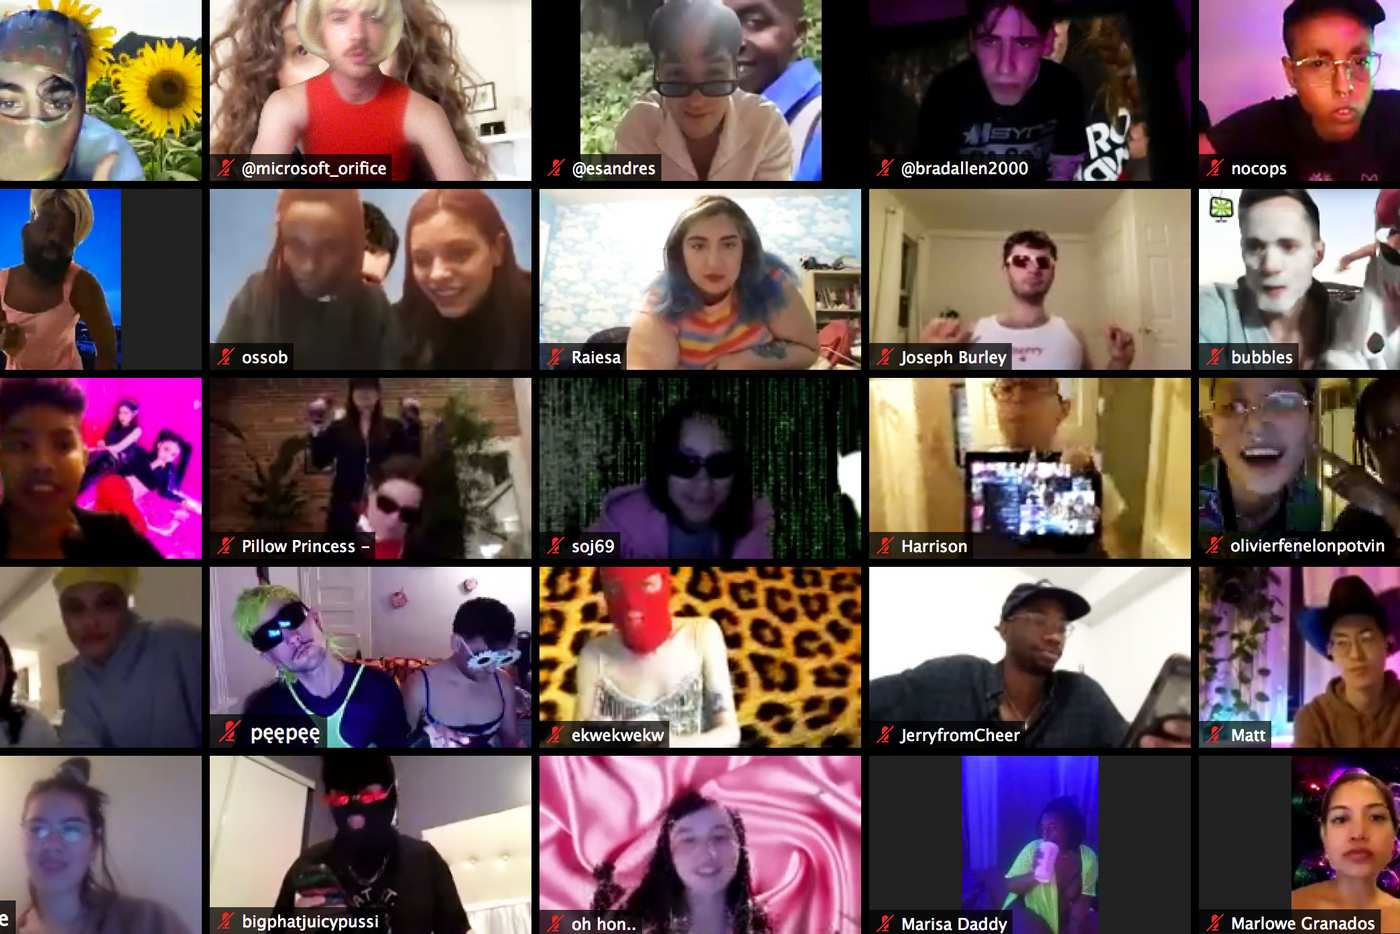 @microsoft_orifice
@esandres
@bradallen2000
nocops
ossob
Raiesa
Joseph Burley
bubbles
Pillow Princess –
soj69
Harrison
olivierfenelonpotvin
pęępęę
ekwekwekw
JerryfromCheer
Matt
e
bigphatjuicypussi
oh hon..
Marisa Daddy
Marlowe Granados